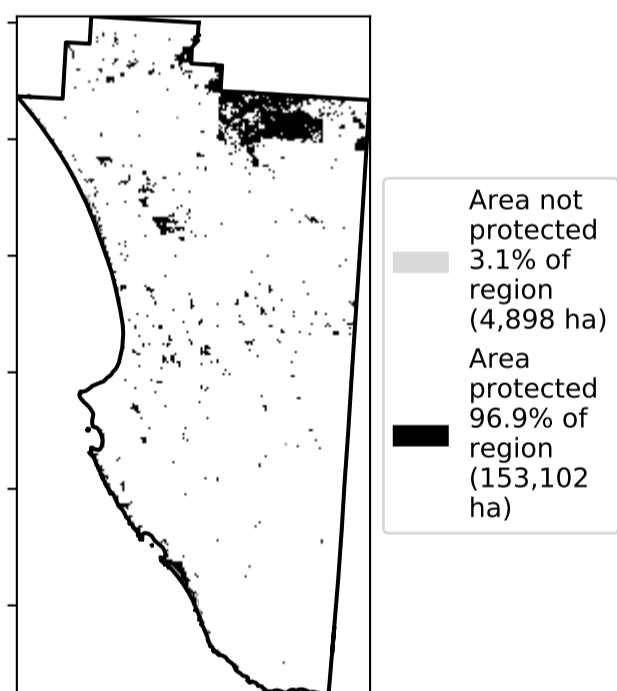 Area not
protected
3.1% of
region
(4,898 ha)
Area
protected
96.9% of
region
(153,102
ha)